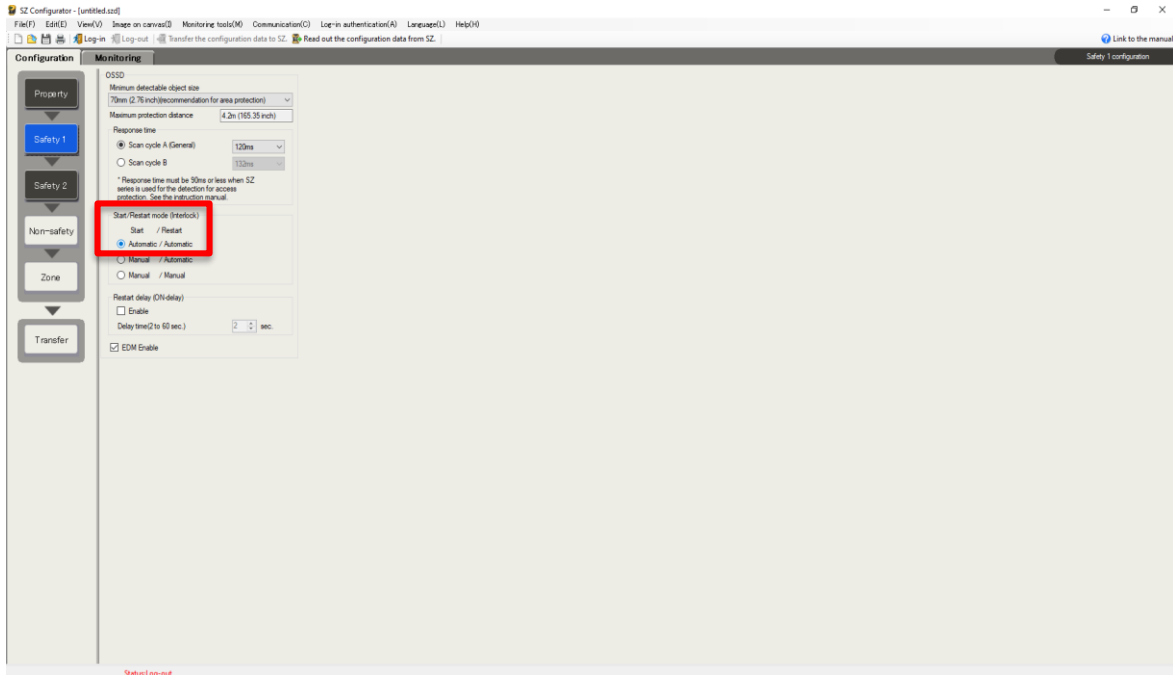 SZ Configurator - [untitled.szd]
File(F) Edit(E) View(V) Image on canvas(I) Monitoring tools(M) Communication(C) Log-in authentication(A) Language(L) Help(H)
Log-in Log-out Transfer the configuration data to SZ. Read out the configuration data from SZ. Link to the manual
Configuration Monitoring Safety 1 configuration
Property
Safety 1
Safety 2
Non-safety
Zone
Transfer
OSSD
Minimum detectable object size
70mm (2.76 inch)(recommendation for area protection)
Maximum protection distance 4.2m (165.35 inch)
Response time
Scan cycle A (General) 120ms
Scan cycle B 132ms
* Response time must be 90ms or less when SZ
series is used for the detection for access
protection. See the instruction manual.
Start/Restart mode (Interlock)
Start / Restart
Automatic / Automatic
Manual / Automatic
Manual / Manual
Restart delay (ON-delay)
Enable
Delay time(2 to 60 sec.) 2 sec.
EDM Enable
Status:Log-out